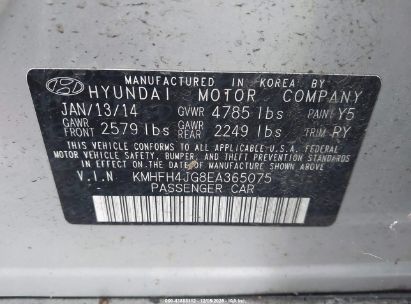 MANUFACTURED IN KOREA BY
HYUNDAI MOTOR COMPANY
JAN/13/14 GVWR 4785 lbs PAINT Y5
GAWR FRONT 2579 lbs GAWR REAR 2249 lbs TRIM RY
THIS VEHICLE CONFORMS TO ALL APPLICABLE U.S.A. FEDERAL
MOTOR VEHICLE SAFETY, BUMPER, AND THEFT PREVENTION
STANDARDS IN EFFECT ON THE DATE OF MANUFACTURE SHOWN ABOVE.
V.I.N KMHFH4JG8EA365075
PASSENGER CAR